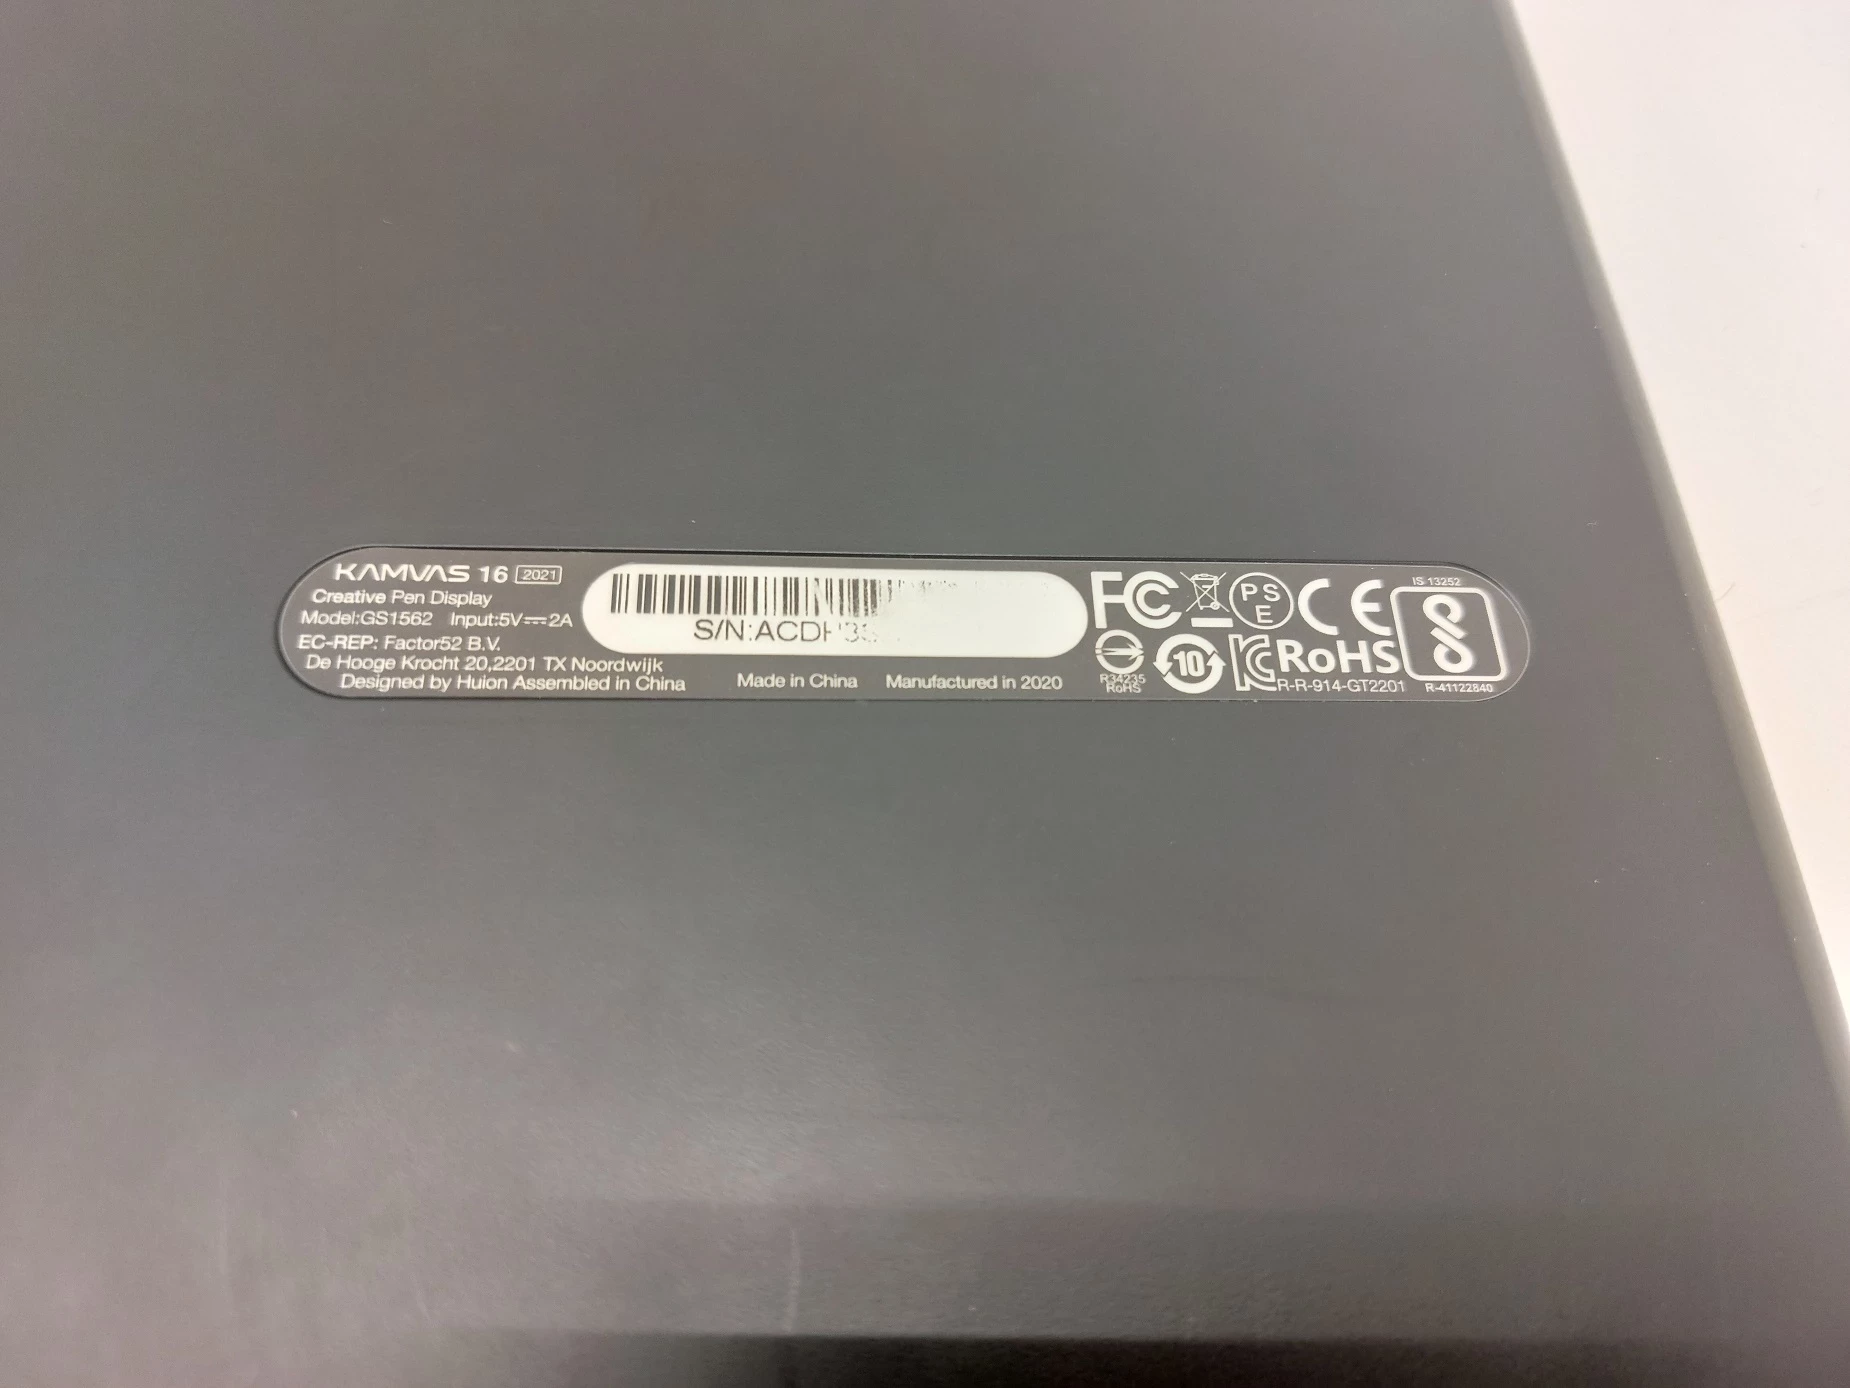 KAMVAS 16 2021
Creative Pen Display
Model:GS1562 Input:5V⎓2A
EC-REP: Factor52 B.V.
De Hooge Krocht 20,2201 TX Noordwijk
Designed by Huion Assembled in China
S/N:
Made in China Manufactured in 2020
FC
PS
E
CE
R34235
RoHS
10
RoHS
R-R-914-GT2201
IS 13252
R-41122840